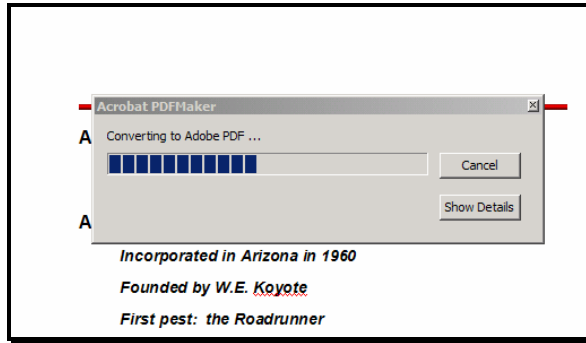 Acrobat PDFMaker
A
Converting to Adobe PDF ...
Cancel
Show Details
A
Incorporated in Arizona in 1960
Founded by W.E. Koyote
First pest: the Roadrunner